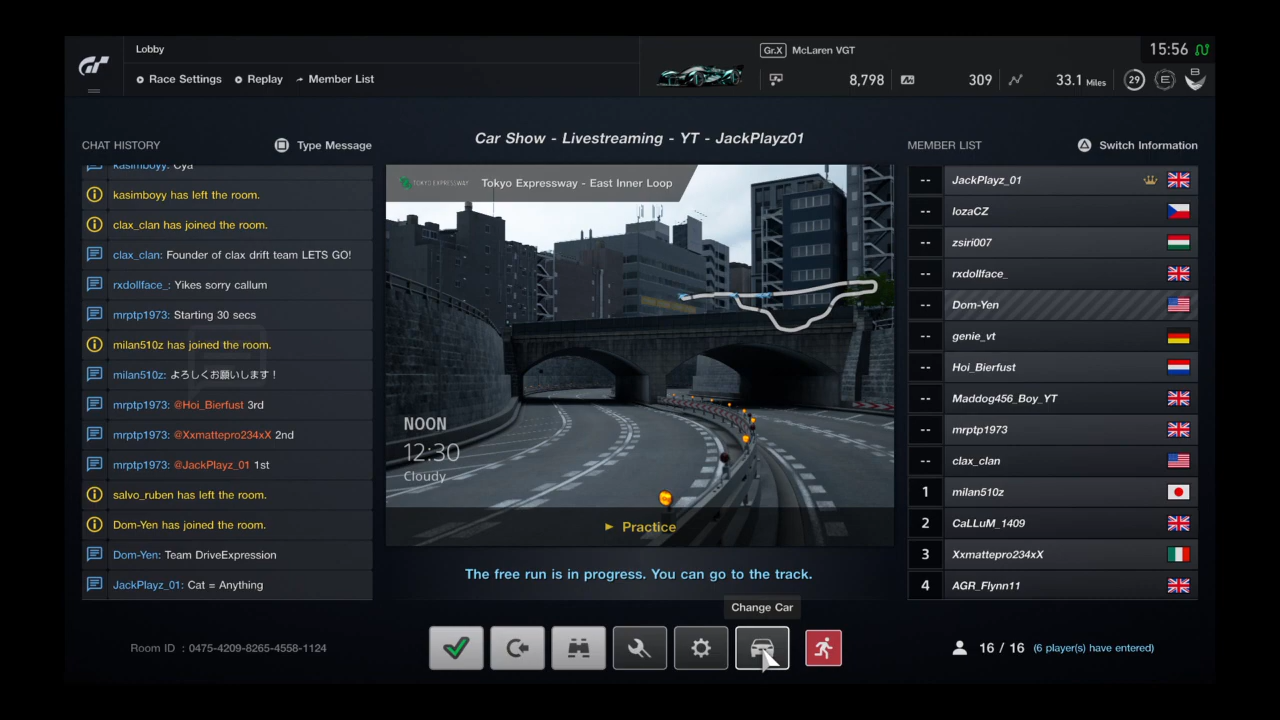 Lobby
Race Settings Replay Member List
Gr.X McLaren VGT
8,798 309 33.1 Miles 29 E B
15:56
CHAT HISTORY Type Message
kasimboyy: Cya
kasimboyy has left the room.
clax_clan has joined the room.
clax_clan: Founder of clax drift team LETS GO!
rxdollface_: Yikes sorry callum
mrptp1973: Starting 30 secs
milan510z has joined the room.
milan510z: よろしくお願いします！
mrptp1973: @Hoi_Bierfust 3rd
mrptp1973: @Xxmattepro234xX 2nd
mrptp1973: @JackPlayz_01 1st
salvo_ruben has left the room.
Dom-Yen has joined the room.
Dom-Yen: Team DriveExpression
JackPlayz_01: Cat = Anything
Car Show - Livestreaming - YT - JackPlayz01
TOKYO EXPRESSWAY Tokyo Expressway - East Inner Loop
NOON
12:30
Cloudy
Practice
The free run is in progress. You can go to the track.
Change Car
MEMBER LIST Switch Information
-- JackPlayz_01
-- lozaCZ
-- zsiri007
-- rxdollface_
-- Dom-Yen
-- genie_vt
-- Hoi_Bierfust
-- Maddog456_Boy_YT
-- mrptp1973
-- clax_clan
1 milan510z
2 CaLLuM_1409
3 Xxmattepro234xX
4 AGR_Flynn11
Room ID : 0475-4209-8265-4558-1124
16 / 16 (6 player(s) have entered)